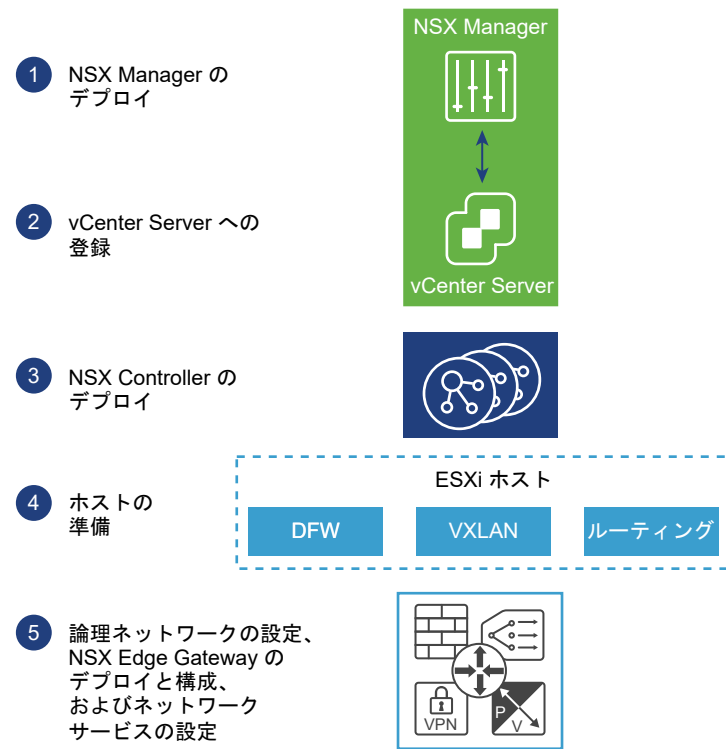 NSX Manager
1
NSX Manager の
デプロイ
2
vCenter Server への
登録
vCenter Server
3
NSX Controller の
デプロイ
ESXi ホスト
4
ホストの
準備
DFW
VXLAN
ルーティング
5
論理ネットワークの設定、
NSX Edge Gateway の
デプロイと構成、
およびネットワーク
サービスの設定
VPN
P
V